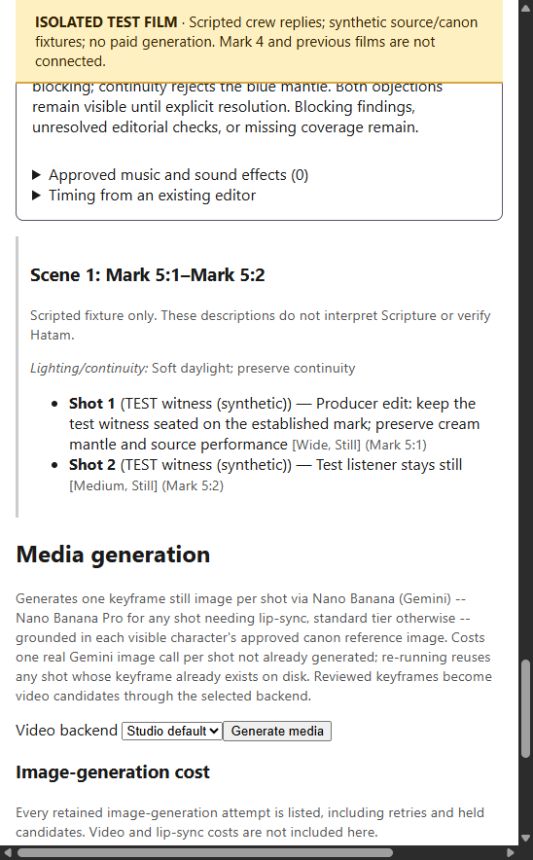 ISOLATED TEST FILM · Scripted crew replies; synthetic source/canon
fixtures; no paid generation. Mark 4 and previous films are not
connected.
blocking; continuity rejects the blue mantle. Both objections
remain visible until explicit resolution. Blocking findings,
unresolved editorial checks, or missing coverage remain.
▶ Approved music and sound effects (0)
▶ Timing from an existing editor
Scene 1: Mark 5:1–Mark 5:2
Scripted fixture only. These descriptions do not interpret Scripture or verify
Hatam.
Lighting/continuity: Soft daylight; preserve continuity
• Shot 1 (TEST witness (synthetic)) — Producer edit: keep the
test witness seated on the established mark; preserve cream
mantle and source performance [Wide, Still] (Mark 5:1)
• Shot 2 (TEST witness (synthetic)) — Test listener stays still
[Medium, Still] (Mark 5:2)
Media generation
Generates one keyframe still image per shot via Nano Banana (Gemini) --
Nano Banana Pro for any shot needing lip-sync, standard tier otherwise --
grounded in each visible character's approved canon reference image. Costs
one real Gemini image call per shot not already generated; re-running reuses
any shot whose keyframe already exists on disk. Reviewed keyframes become
video candidates through the selected backend.
Video backend Studio default Generate media
Image-generation cost
Every retained image-generation attempt is listed, including retries and held
candidates. Video and lip-sync costs are not included here.